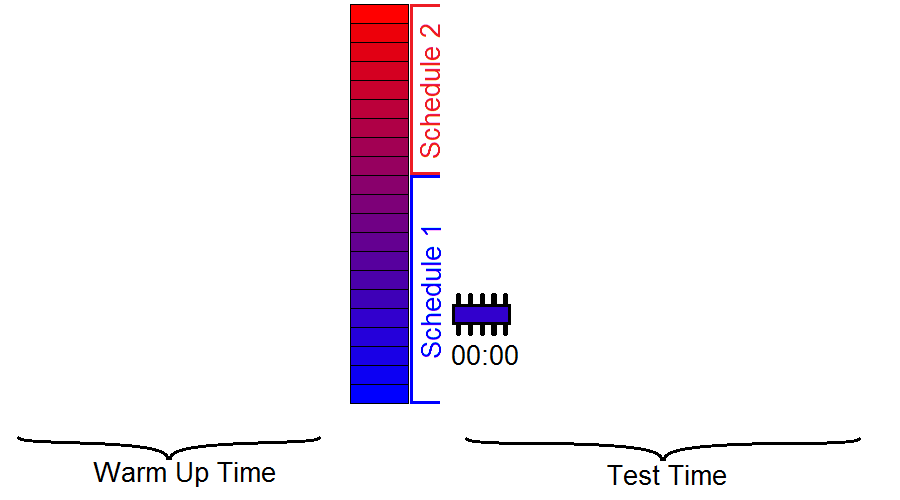 Schedule 2
Schedule 1
00:00
Warm Up Time
Test Time